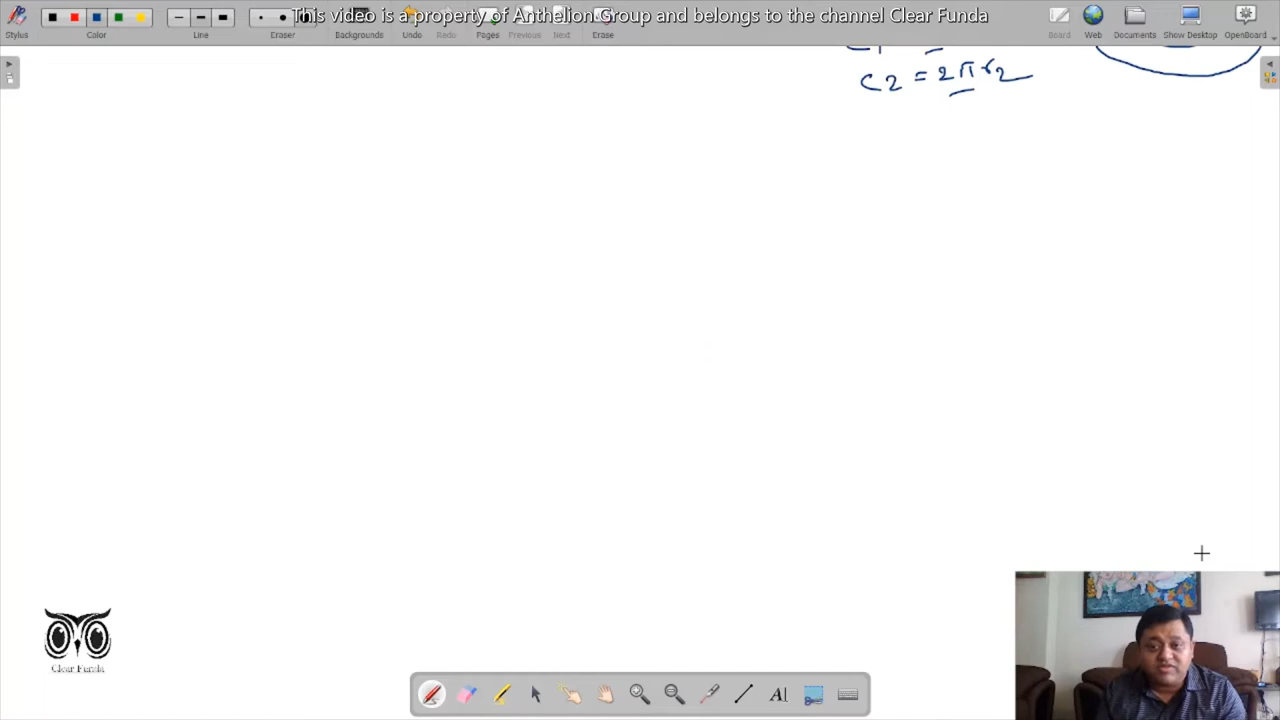 This video is a property of Anthelion Group and belongs to the channel Clear Funda
Stylus Color Line Eraser Backgrounds Undo Redo Pages Previous Next Erase Board Web Documents Show Desktop OpenBoard
C2 = 2πr2
Clear Funda
AI